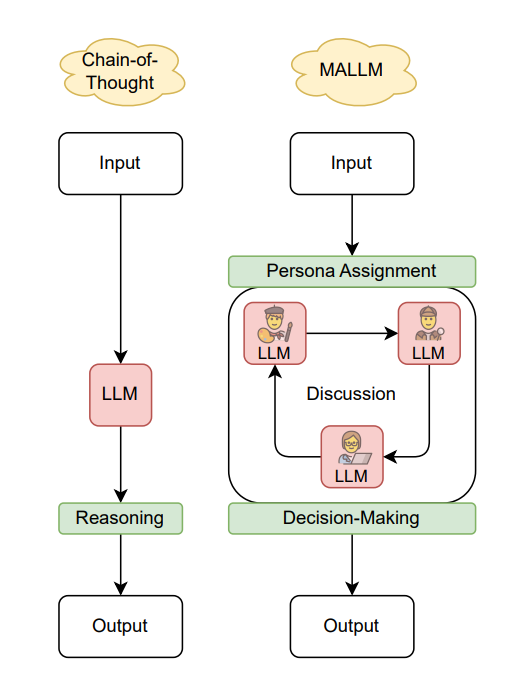 Chain-of-
Thought
Input
LLM
Reasoning
Output
MALLM
Input
Persona Assignment
LLM
LLM
Discussion
LLM
Decision-Making
Output